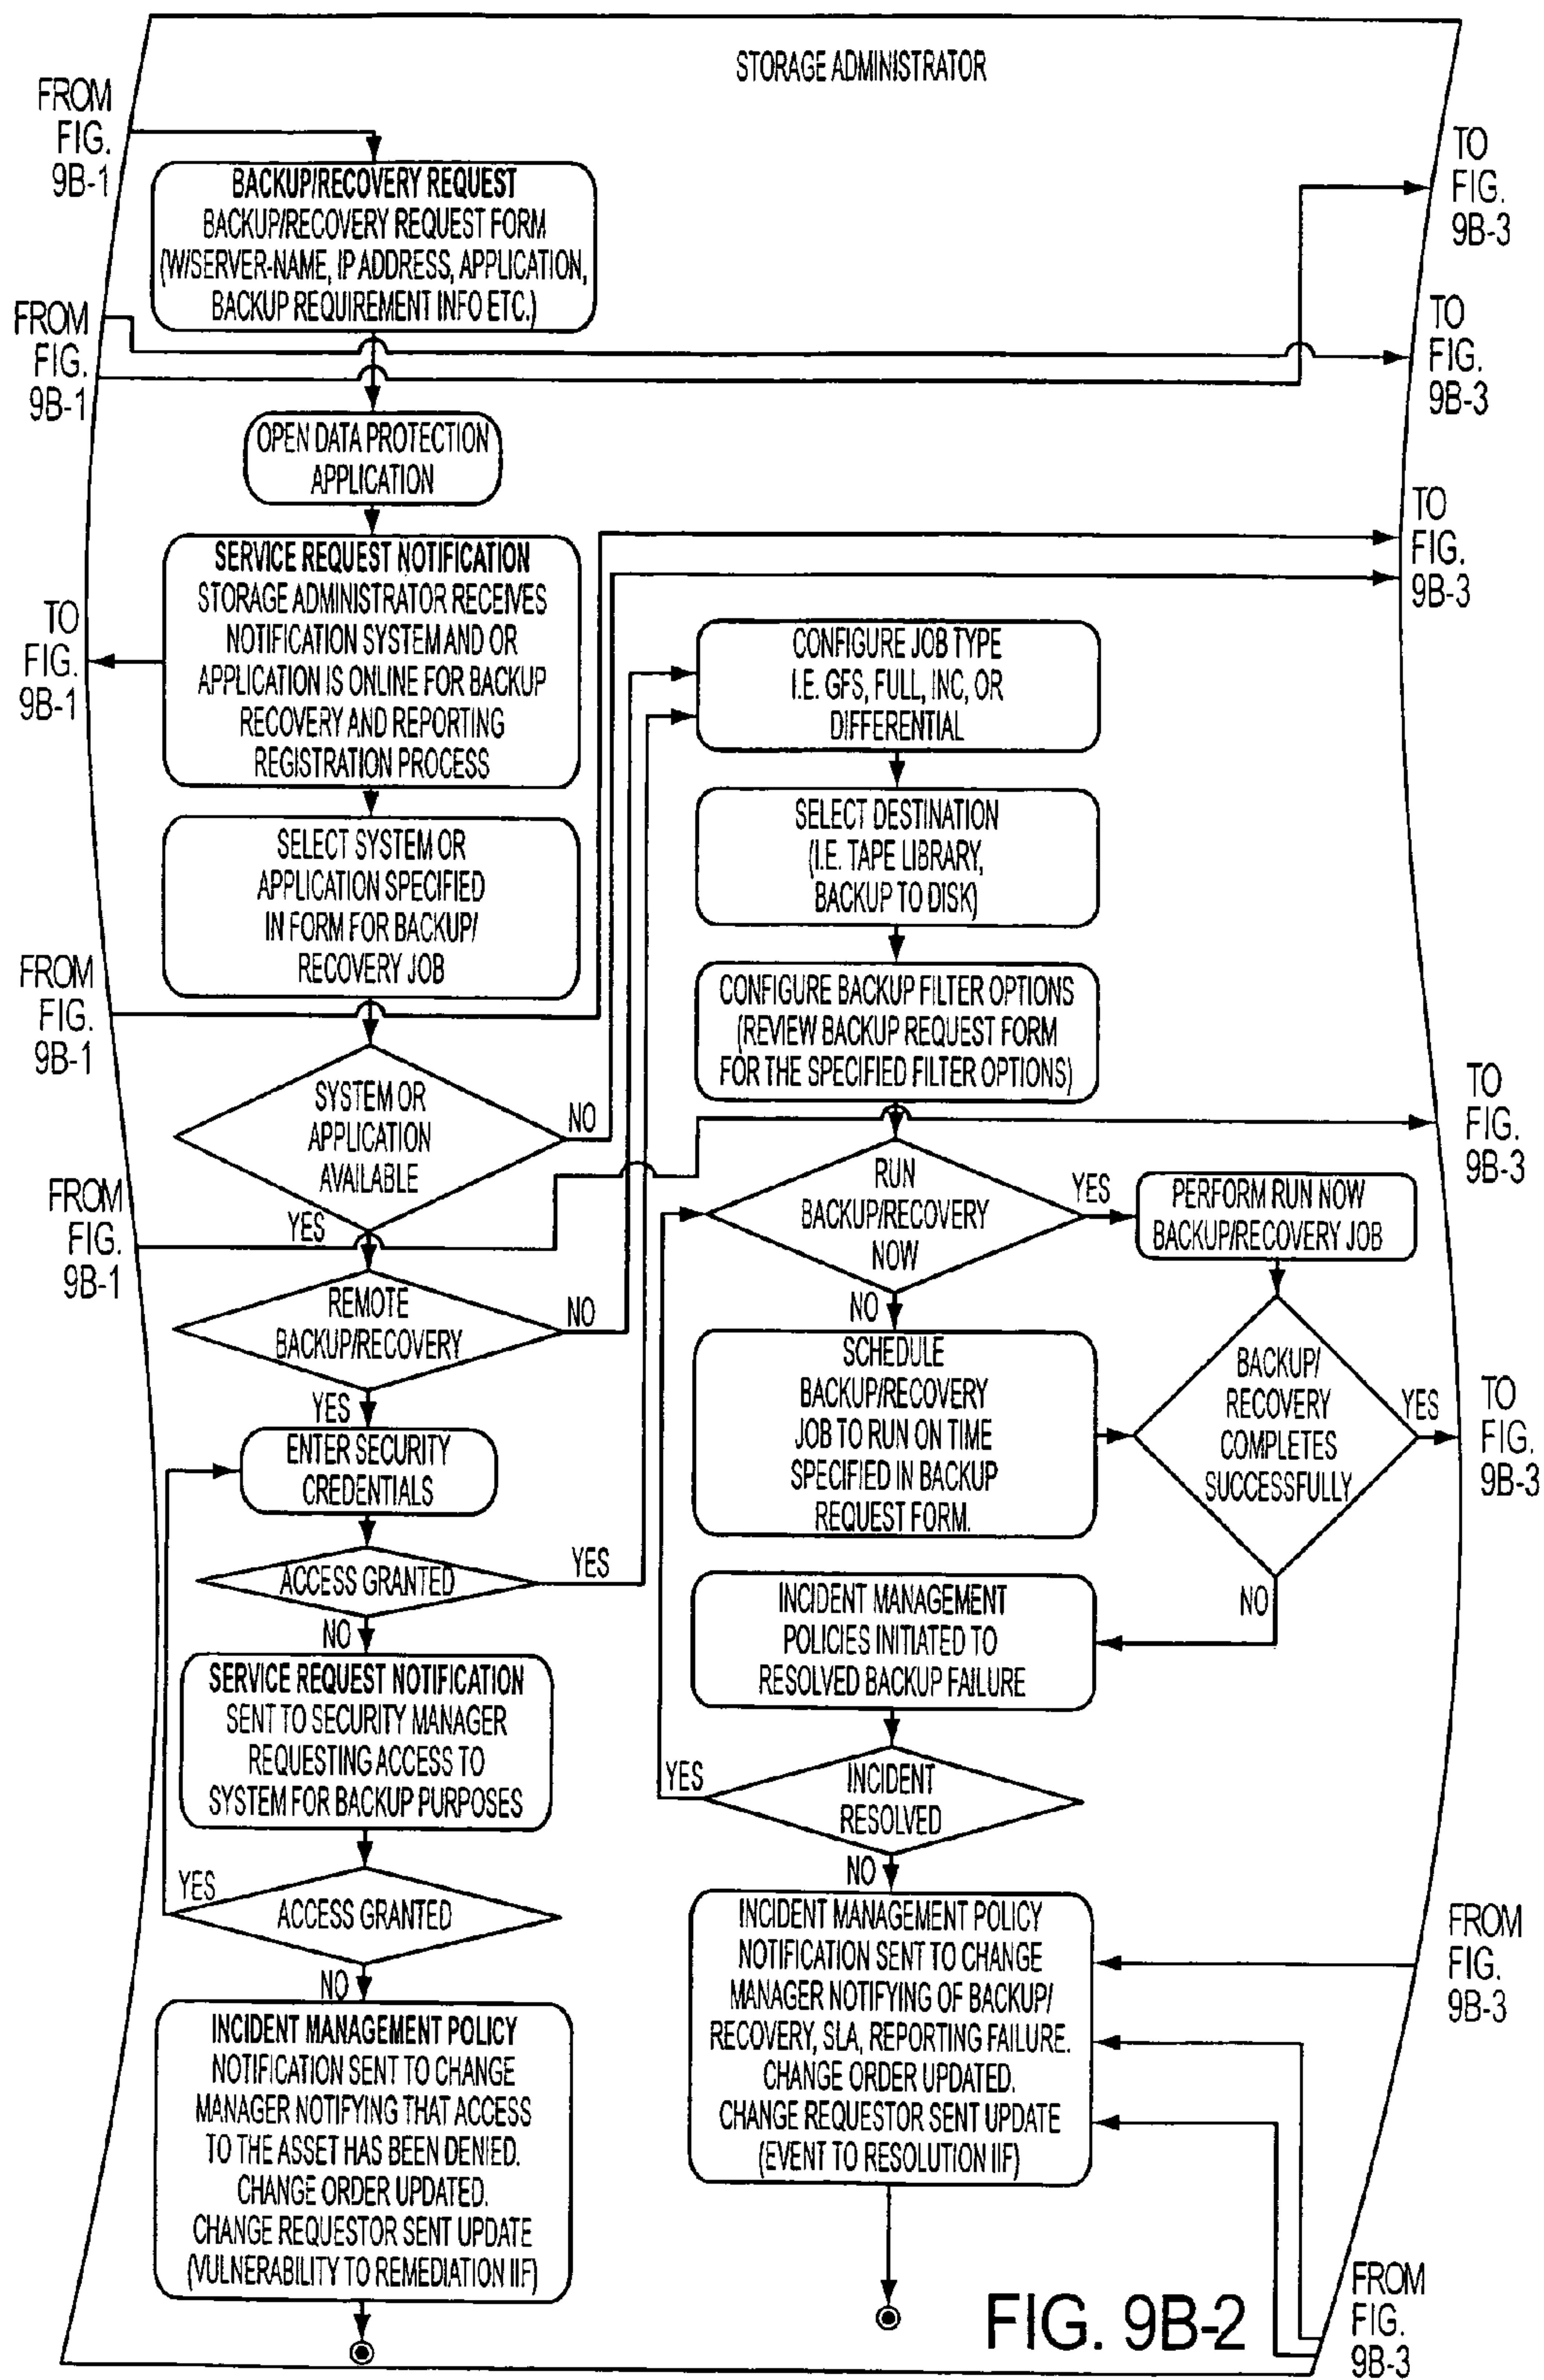 STORAGE ADMINISTRATOR
FROM
FIG.
9B-1
TO
FIG.
9B-3
BACKUP/RECOVERY REQUEST
BACKUP/RECOVERY REQUEST FORM
(W/SERVER-NAME, IP ADDRESS, APPLICATION,
BACKUP REQUIREMENT INFO ETC.)
FROM
FIG.
9B-1
TO
FIG.
9B-3
OPEN DATA PROTECTION
APPLICATION
TO
FIG.
9B-3
SERVICE REQUEST NOTIFICATION
STORAGE ADMINISTRATOR RECEIVES
NOTIFICATION SYSTEM AND OR
APPLICATION IS ONLINE FOR BACKUP
RECOVERY AND REPORTING
REGISTRATION PROCESS
TO
FIG.
9B-1
SELECT SYSTEM OR
APPLICATION SPECIFIED
IN FORM FOR BACKUP/
RECOVERY JOB
FROM
FIG.
9B-1
SYSTEM OR
APPLICATION
AVAILABLE
NO
YES
FROM
FIG.
9B-1
REMOTE
BACKUP/RECOVERY
NO
YES
ENTER SECURITY
CREDENTIALS
ACCESS GRANTED
YES
NO
SERVICE REQUEST NOTIFICATION
SENT TO SECURITY MANAGER
REQUESTING ACCESS TO
SYSTEM FOR BACKUP PURPOSES
YES
ACCESS GRANTED
NO
INCIDENT MANAGEMENT POLICY
NOTIFICATION SENT TO CHANGE
MANAGER NOTIFYING THAT ACCESS
TO THE ASSET HAS BEEN DENIED.
CHANGE ORDER UPDATED.
CHANGE REQUESTOR SENT UPDATE
(VULNERABILITY TO REMEDIATION IIF)
CONFIGURE JOB TYPE
I.E. GFS, FULL, INC, OR
DIFFERENTIAL
SELECT DESTINATION
(I.E. TAPE LIBRARY,
BACKUP TO DISK)
CONFIGURE BACKUP FILTER OPTIONS
(REVIEW BACKUP REQUEST FORM
FOR THE SPECIFIED FILTER OPTIONS)
TO
FIG.
9B-3
RUN
BACKUP/RECOVERY
NOW
YES
PERFORM RUN NOW
BACKUP/RECOVERY JOB
NO
SCHEDULE
BACKUP/RECOVERY
JOB TO RUN ON TIME
SPECIFIED IN BACKUP
REQUEST FORM.
BACKUP/
RECOVERY
COMPLETES
SUCCESSFULLY
YES
TO
FIG.
9B-3
NO
INCIDENT MANAGEMENT
POLICIES INITIATED TO
RESOLVED BACKUP FAILURE
YES
INCIDENT
RESOLVED
NO
INCIDENT MANAGEMENT POLICY
NOTIFICATION SENT TO CHANGE
MANAGER NOTIFYING OF BACKUP/
RECOVERY, SLA, REPORTING FAILURE.
CHANGE ORDER UPDATED.
CHANGE REQUESTOR SENT UPDATE
(EVENT TO RESOLUTION IIF)
FROM
FIG.
9B-3
FROM
FIG.
9B-3
FIG. 9B-2